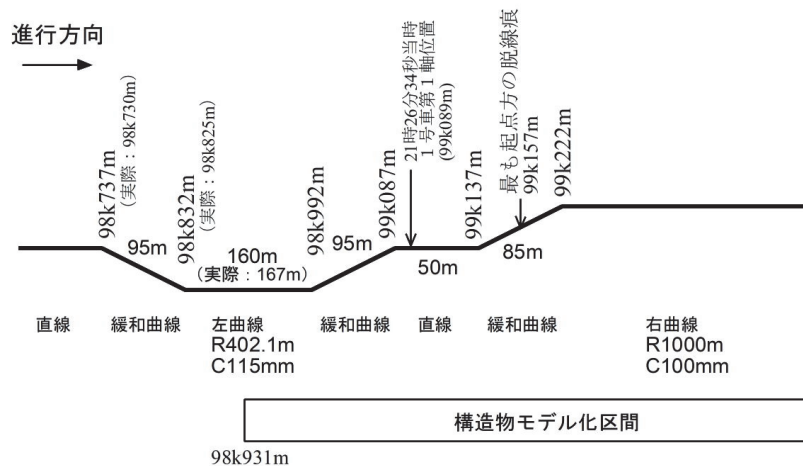 進行方向
98k737m
(実際：98k730m)
98k832m
(実際：98k825m)
98k992m
99k087m
21時26分34秒当時
1号車第1軸位置
(99k089m)
99k137m
最も起点方の脱線痕
99k157m
99k222m
95m
160m
(実際：167m)
95m
50m
85m
直線
緩和曲線
左曲線
R402.1m
C115mm
緩和曲線
直線
緩和曲線
右曲線
R1000m
C100mm
構造物モデル化区間
98k931m